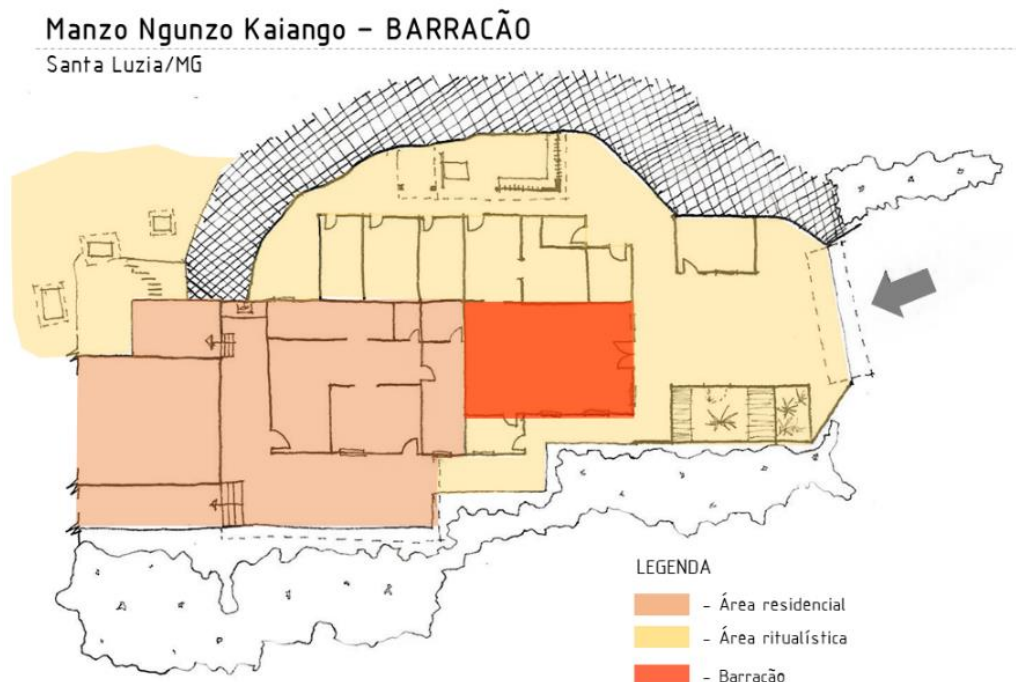 Manzo Ngunzo Kaiango – BARRACÃO
Santa Luzia/MG
LEGENDA
- Área residencial
- Área ritualística
- Barracão